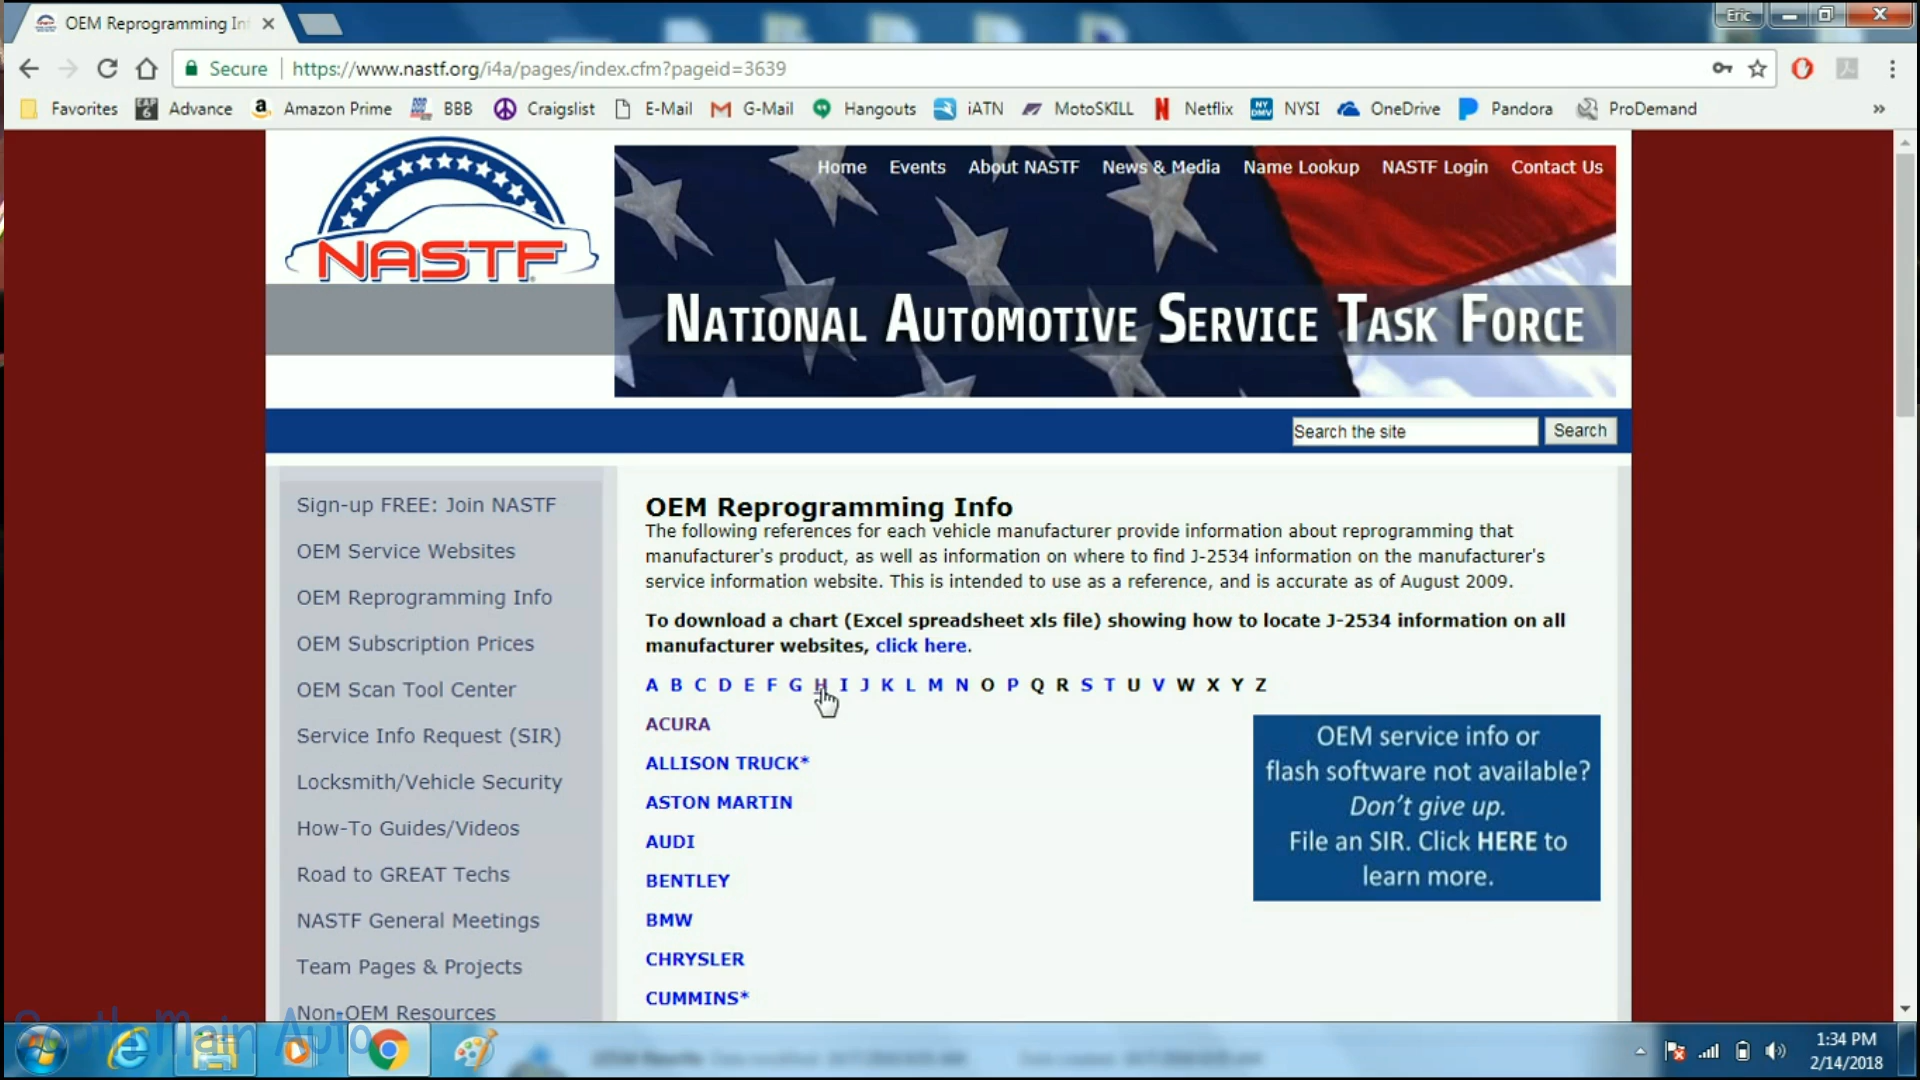 OEM Reprogramming In
Eric
Secure https://www.nastf.org/i4a/pages/index.cfm?pageid=3639
Favorites Advance Amazon Prime BBB Craigslist E-Mail G-Mail Hangouts iATN MotoSKILL Netflix NYSI OneDrive Pandora ProDemand »
NASTF
Home Events About NASTF News & Media Name Lookup NASTF Login Contact Us
NATIONAL AUTOMOTIVE SERVICE TASK FORCE
Search the site Search
Sign-up FREE: Join NASTF
OEM Service Websites
OEM Reprogramming Info
OEM Subscription Prices
OEM Scan Tool Center
Service Info Request (SIR)
Locksmith/Vehicle Security
How-To Guides/Videos
Road to GREAT Techs
NASTF General Meetings
Team Pages & Projects
Non-OEM Resources
OEM Reprogramming Info
The following references for each vehicle manufacturer provide information about reprogramming that
manufacturer's product, as well as information on where to find J-2534 information on the manufacturer's
service information website. This is intended to use as a reference, and is accurate as of August 2009.
To download a chart (Excel spreadsheet xls file) showing how to locate J-2534 information on all
manufacturer websites, click here.
A B C D E F G H I J K L M N O P Q R S T U V W X Y Z
ACURA
ALLISON TRUCK*
ASTON MARTIN
AUDI
BENTLEY
BMW
CHRYSLER
CUMMINS*
OEM service info or
flash software not available?
Don't give up.
File an SIR. Click HERE to
learn more.
South Main Auto
1:34 PM
2/14/2018